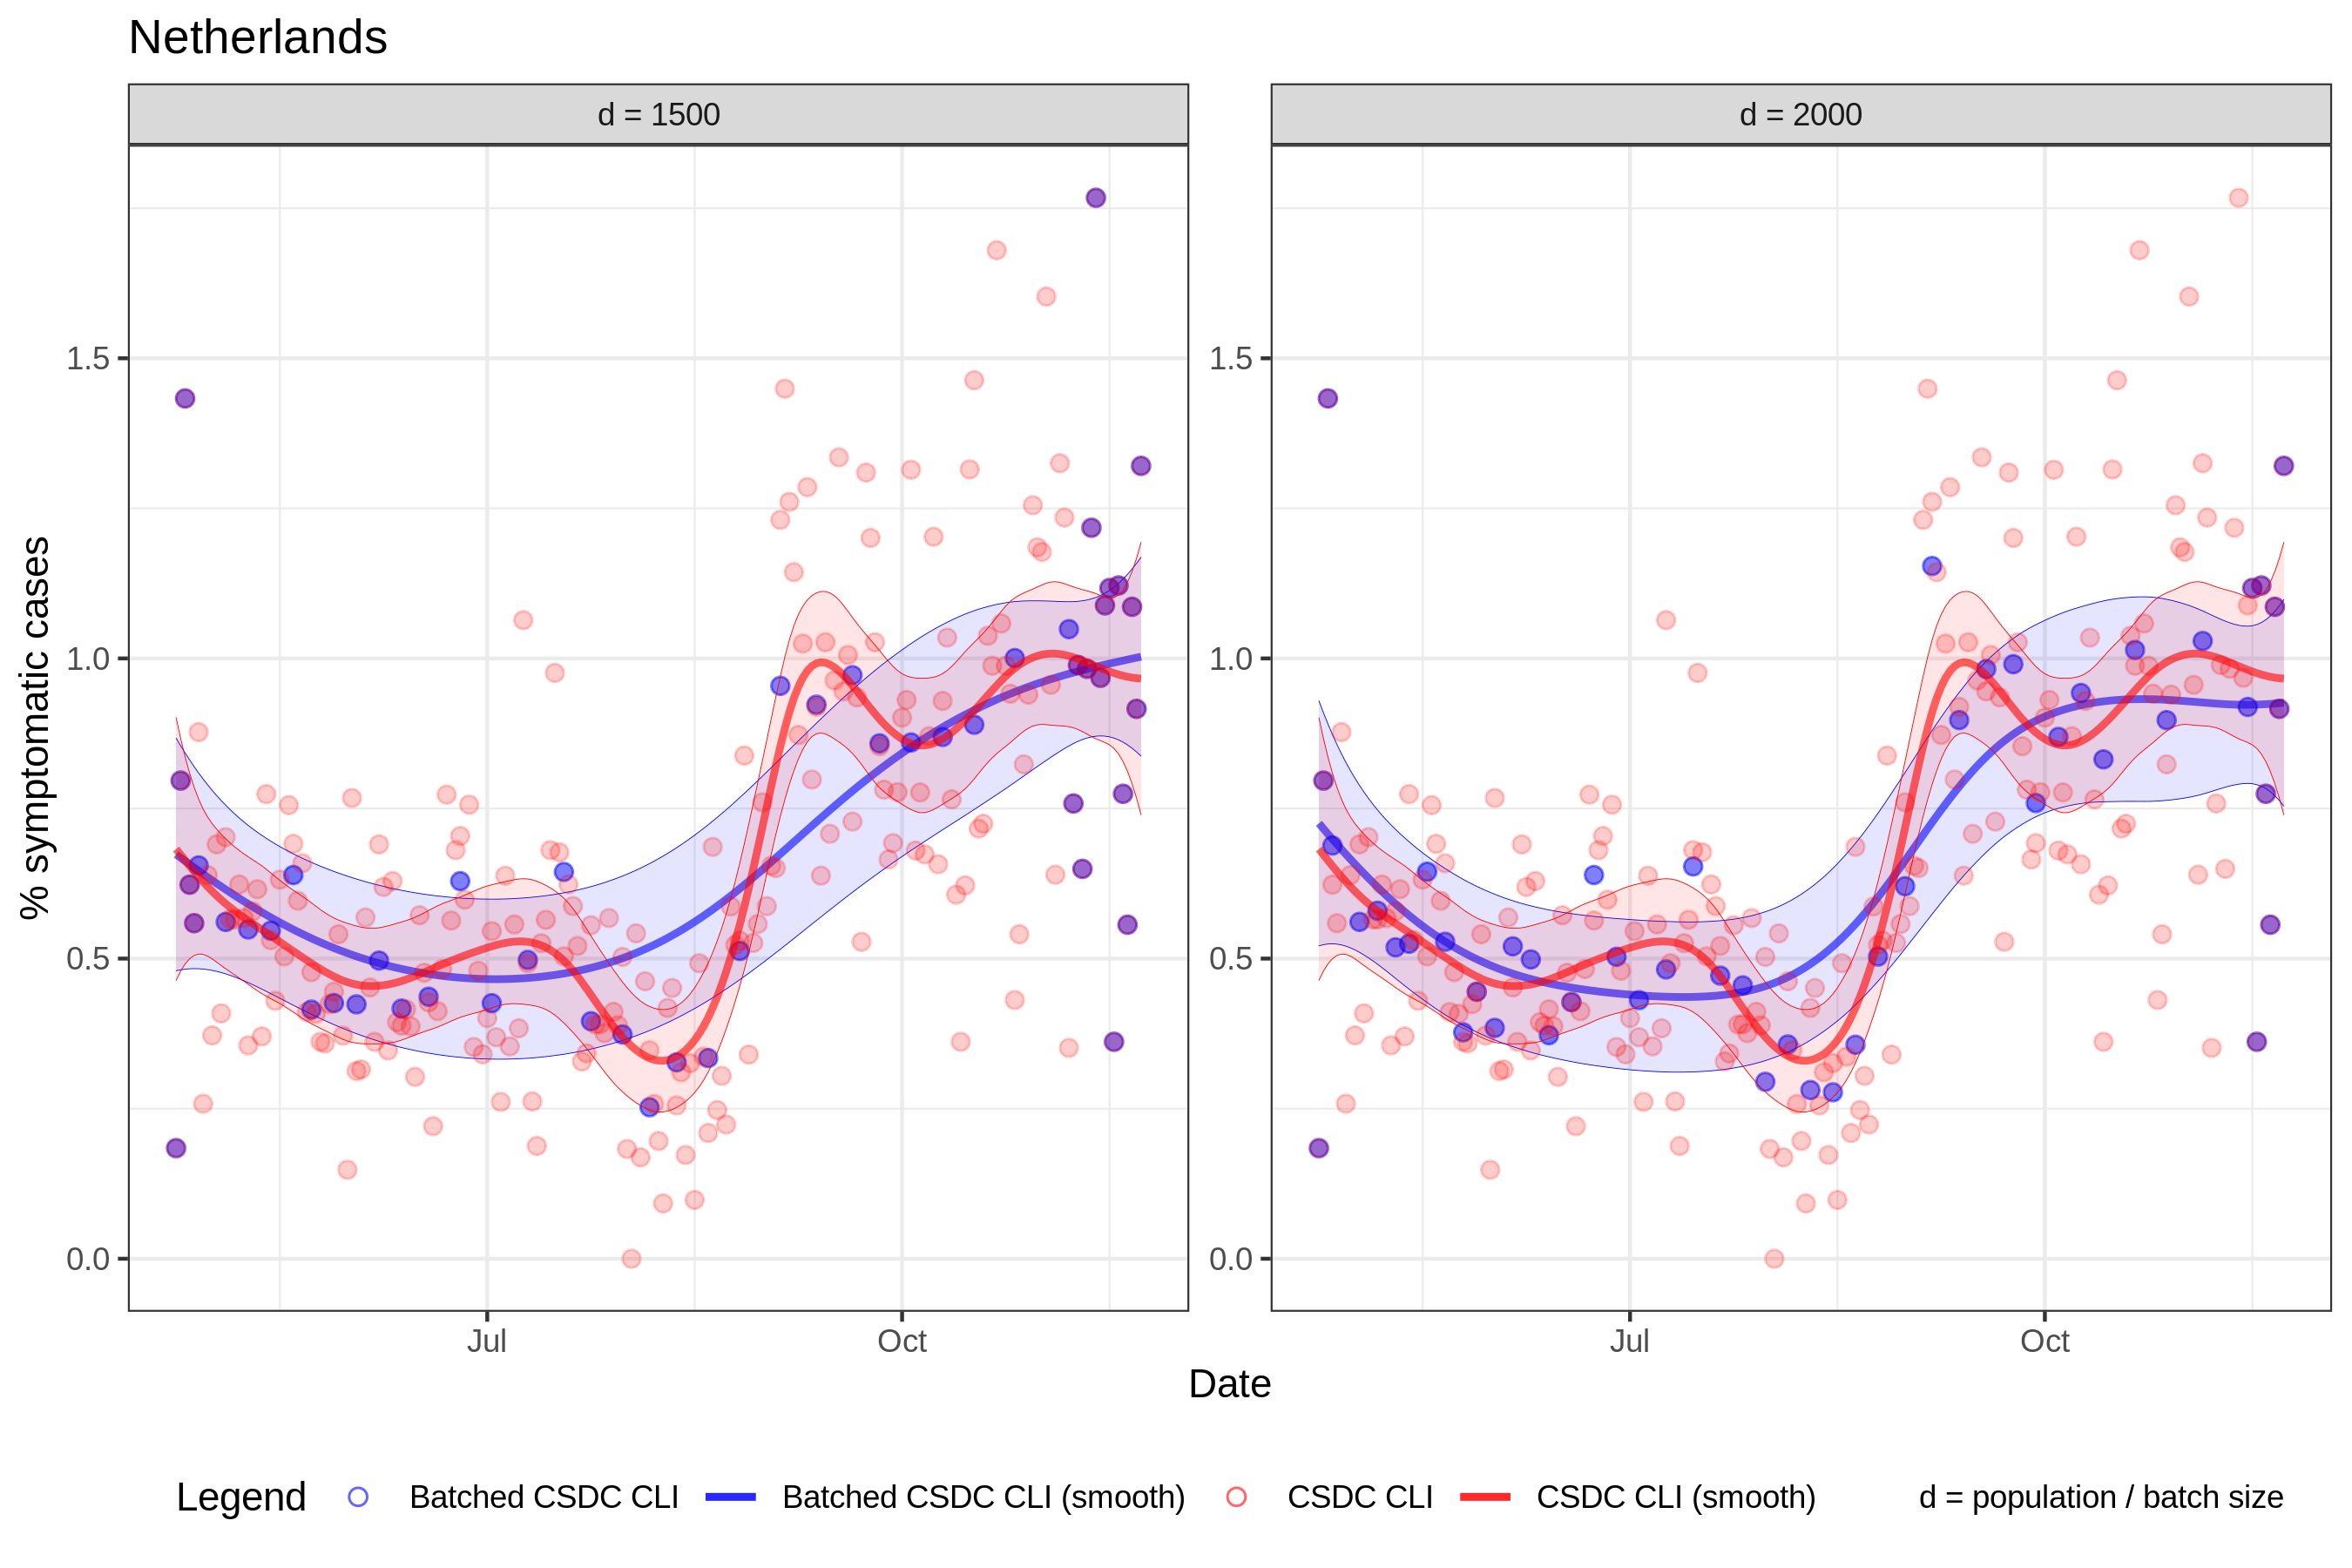 Netherlands
d = 1500
d = 2000
% symptomatic cases
1.5
1.0
0.5
0.0
1.5
1.0
0.5
0.0
Jul
Oct
Jul
Oct
Date
Legend
Batched CSDC CLI
Batched CSDC CLI (smooth)
CSDC CLI
CSDC CLI (smooth)
d = population / batch size